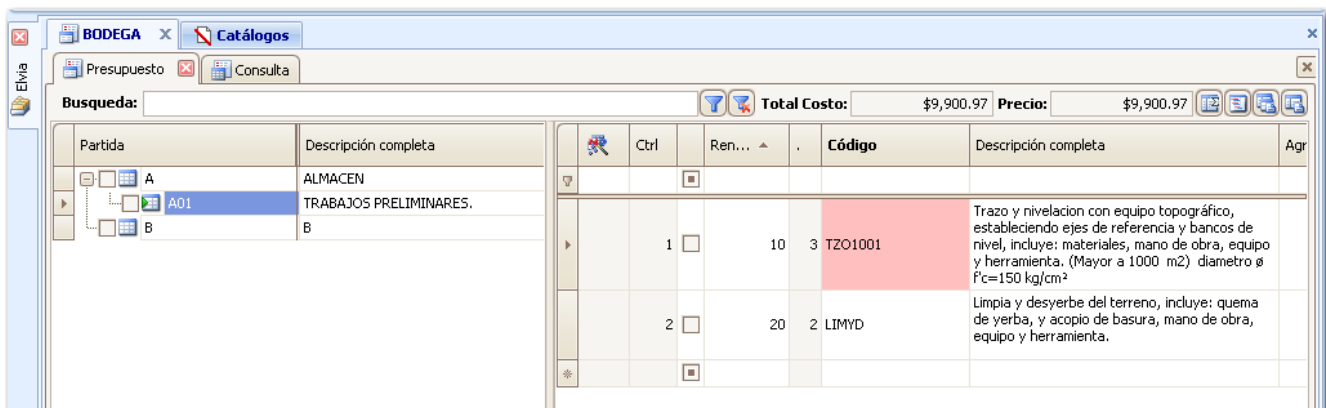 BODEGA
Catálogos
Elvia
Presupuesto
Consulta
Busqueda:
Total Costo: $9,900.97 Precio: $9,900.97
Partida Descripción completa
A ALMACEN
A01 TRABAJOS PRELIMINARES.
B B
Ctrl Ren... . Código Descripción completa Agr
1 10 3 TZO1001
Trazo y nivelacion con equipo topográfico,
estableciendo ejes de referencia y bancos de
nivel, incluye: materiales, mano de obra, equipo
y herramienta. (Mayor a 1000 m2) diametro ø
f'c=150 kg/cm²
2 20 2 LIMYD
Limpia y desyerbe del terreno, incluye: quema
de yerba, y acopio de basura, mano de obra,
equipo y herramienta.